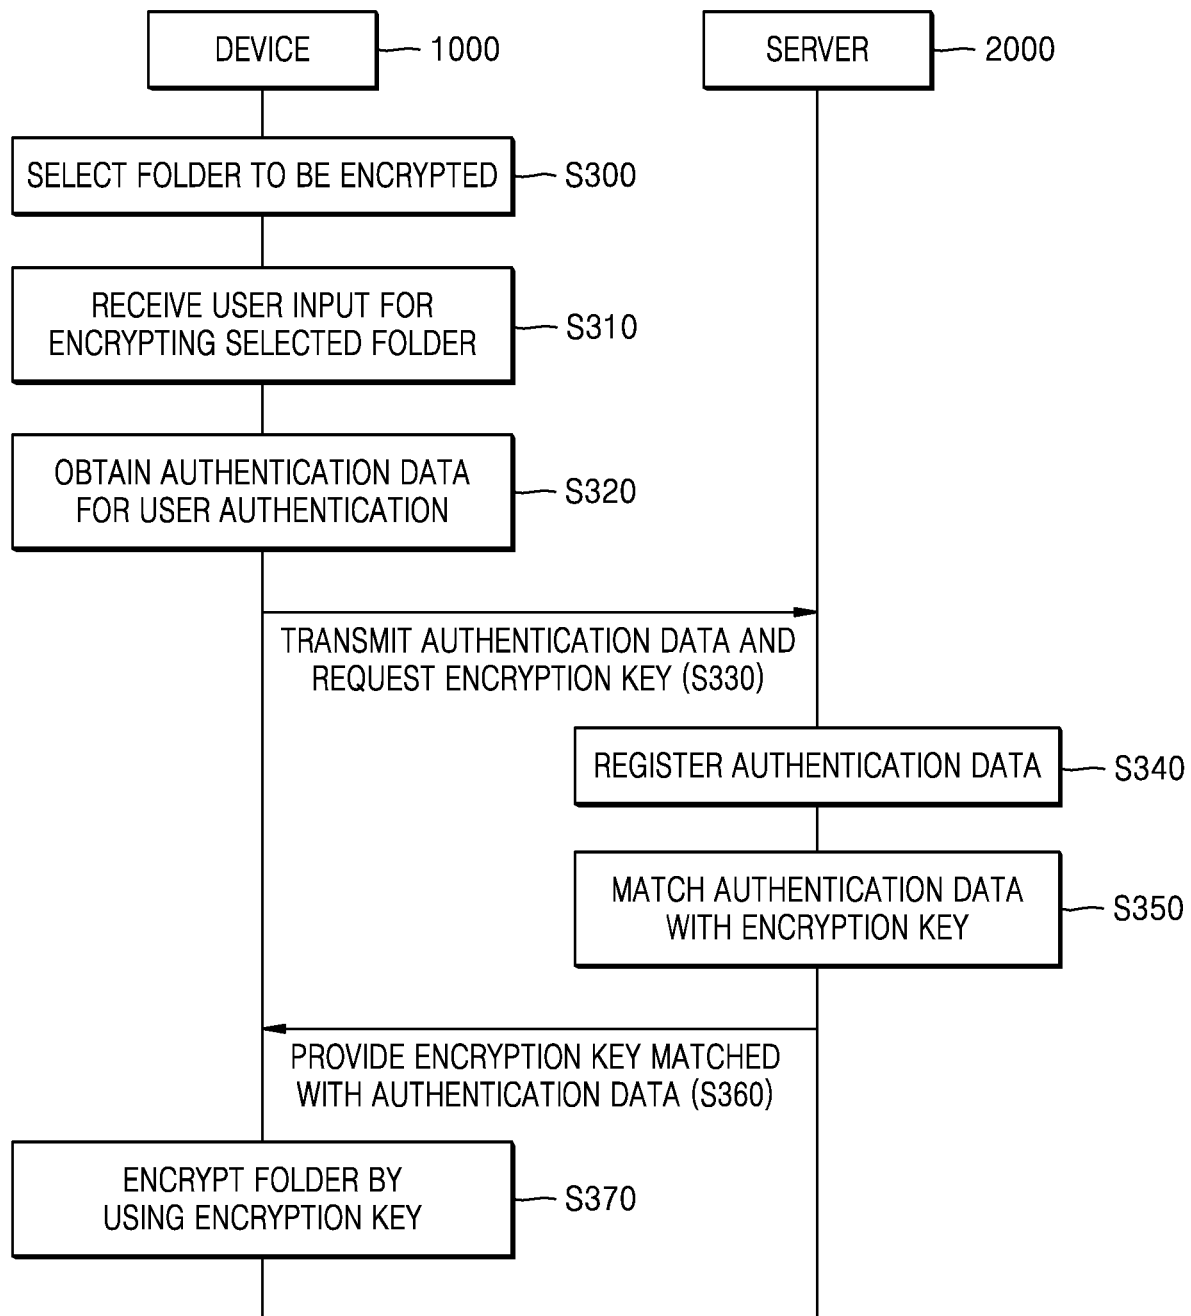 DEVICE
1000
SERVER
2000
SELECT FOLDER TO BE ENCRYPTED
S300
RECEIVE USER INPUT FOR
ENCRYPTING SELECTED FOLDER
S310
OBTAIN AUTHENTICATION DATA
FOR USER AUTHENTICATION
S320
TRANSMIT AUTHENTICATION DATA AND
REQUEST ENCRYPTION KEY (S330)
REGISTER AUTHENTICATION DATA
S340
MATCH AUTHENTICATION DATA
WITH ENCRYPTION KEY
S350
PROVIDE ENCRYPTION KEY MATCHED
WITH AUTHENTICATION DATA (S360)
ENCRYPT FOLDER BY
USING ENCRYPTION KEY
S370